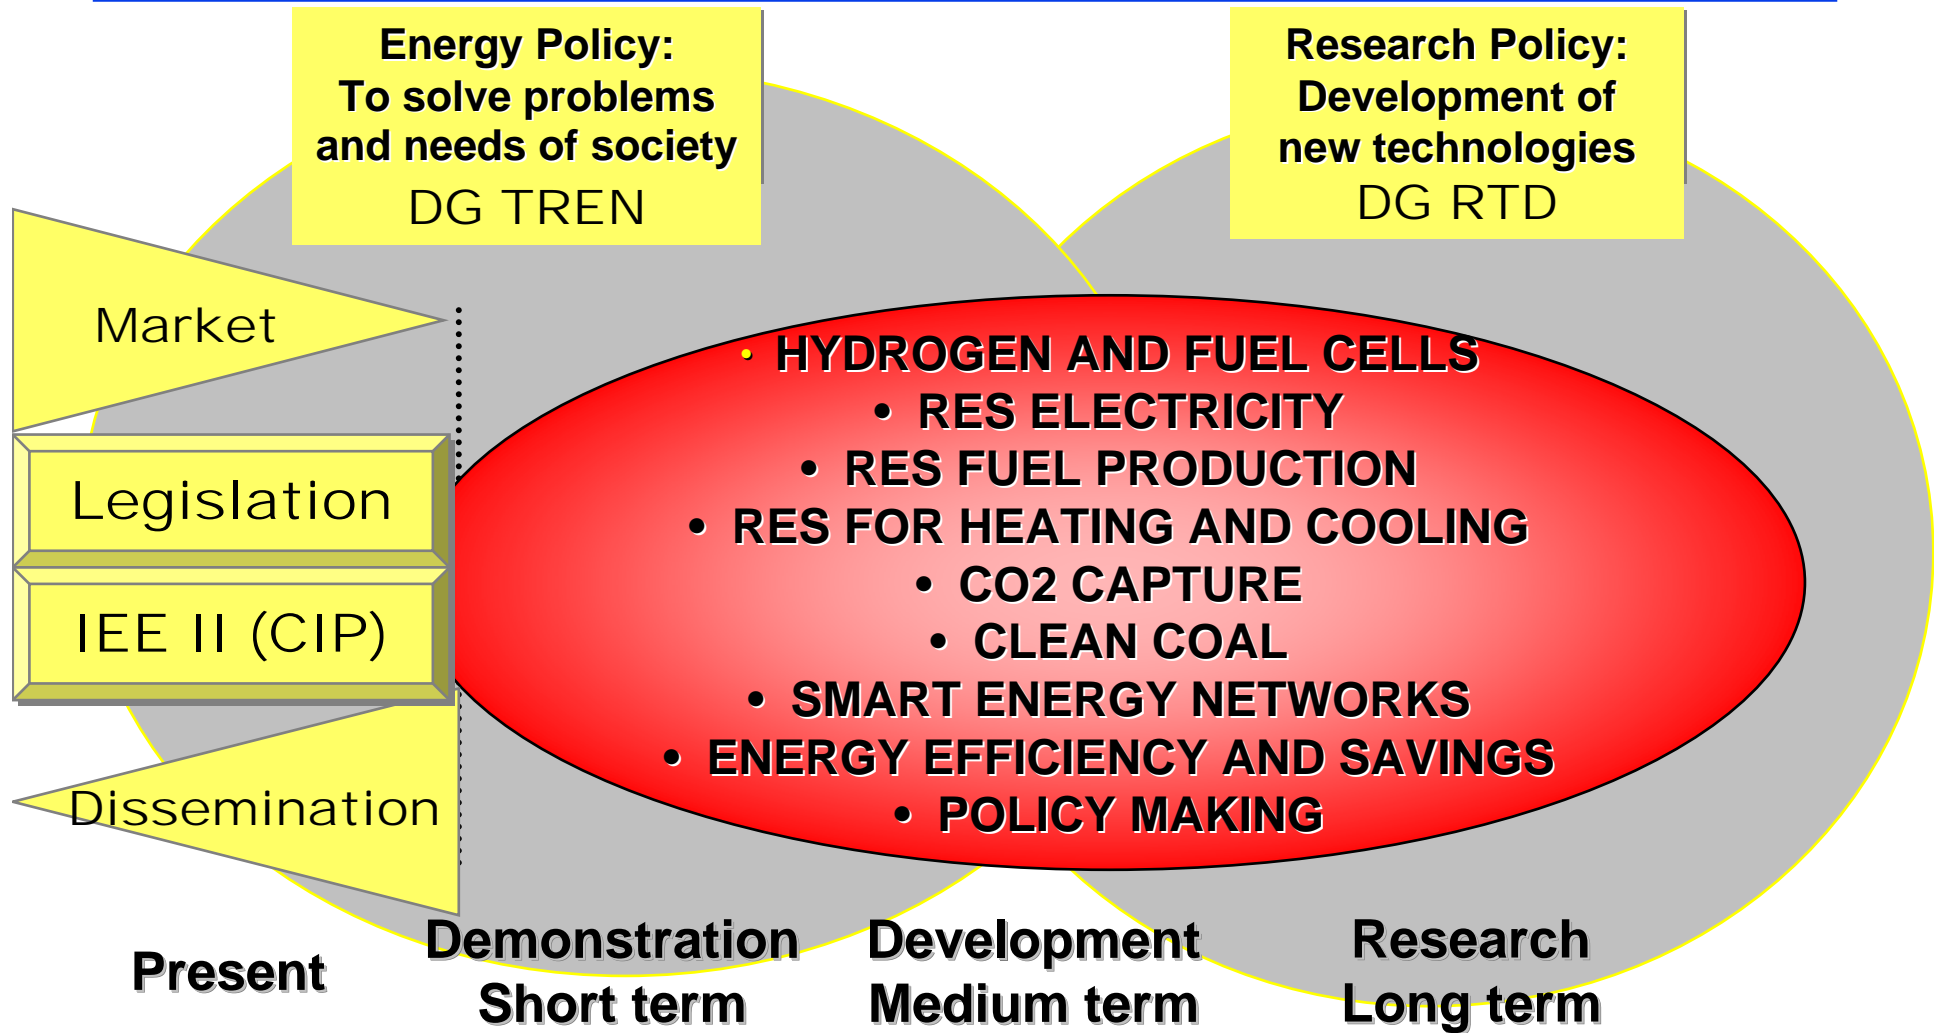 Energy Policy:
To solve problems
and needs of society
DG TREN
Research Policy:
Development of
new technologies
DG RTD
Market
Legislation
IEE II (CIP)
Dissemination
• HYDROGEN AND FUEL CELLS
• RES ELECTRICITY
• RES FUEL PRODUCTION
• RES FOR HEATING AND COOLING
• CO2 CAPTURE
• CLEAN COAL
• SMART ENERGY NETWORKS
• ENERGY EFFICIENCY AND SAVINGS
• POLICY MAKING
Present
Demonstration
Short term
Development
Medium term
Research
Long term